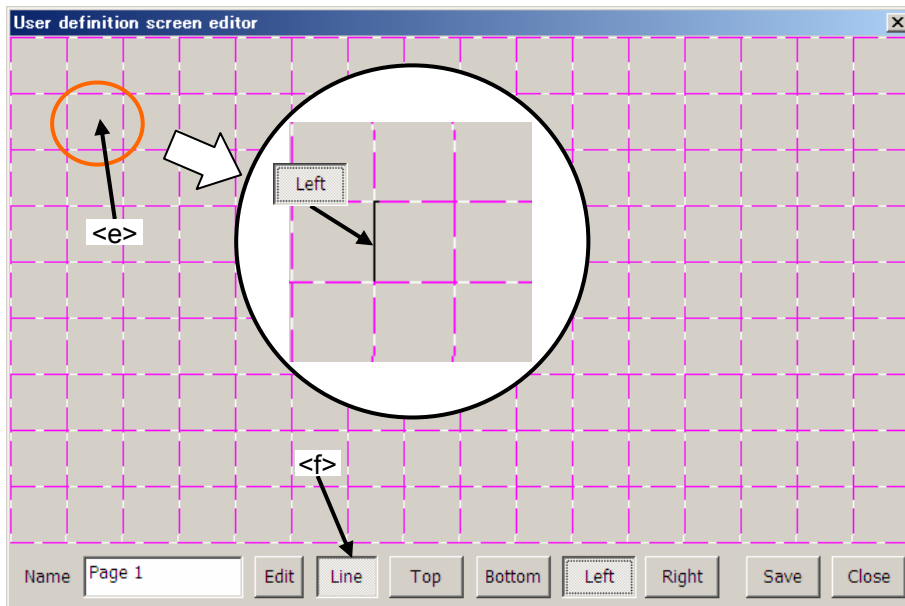 User definition screen editor
Left
<e>
<f>
Name Page 1 Edit Line Top Bottom Left Right Save Close